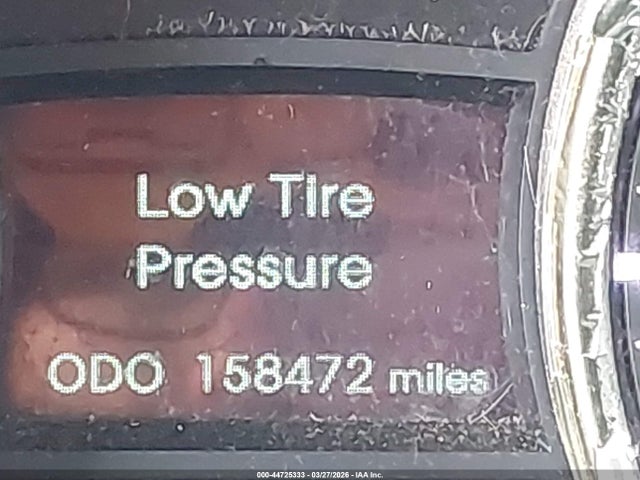 Low Tire
Pressure
ODO 158472 miles
000-44725333 - 03/27/2026 - IAA Inc.